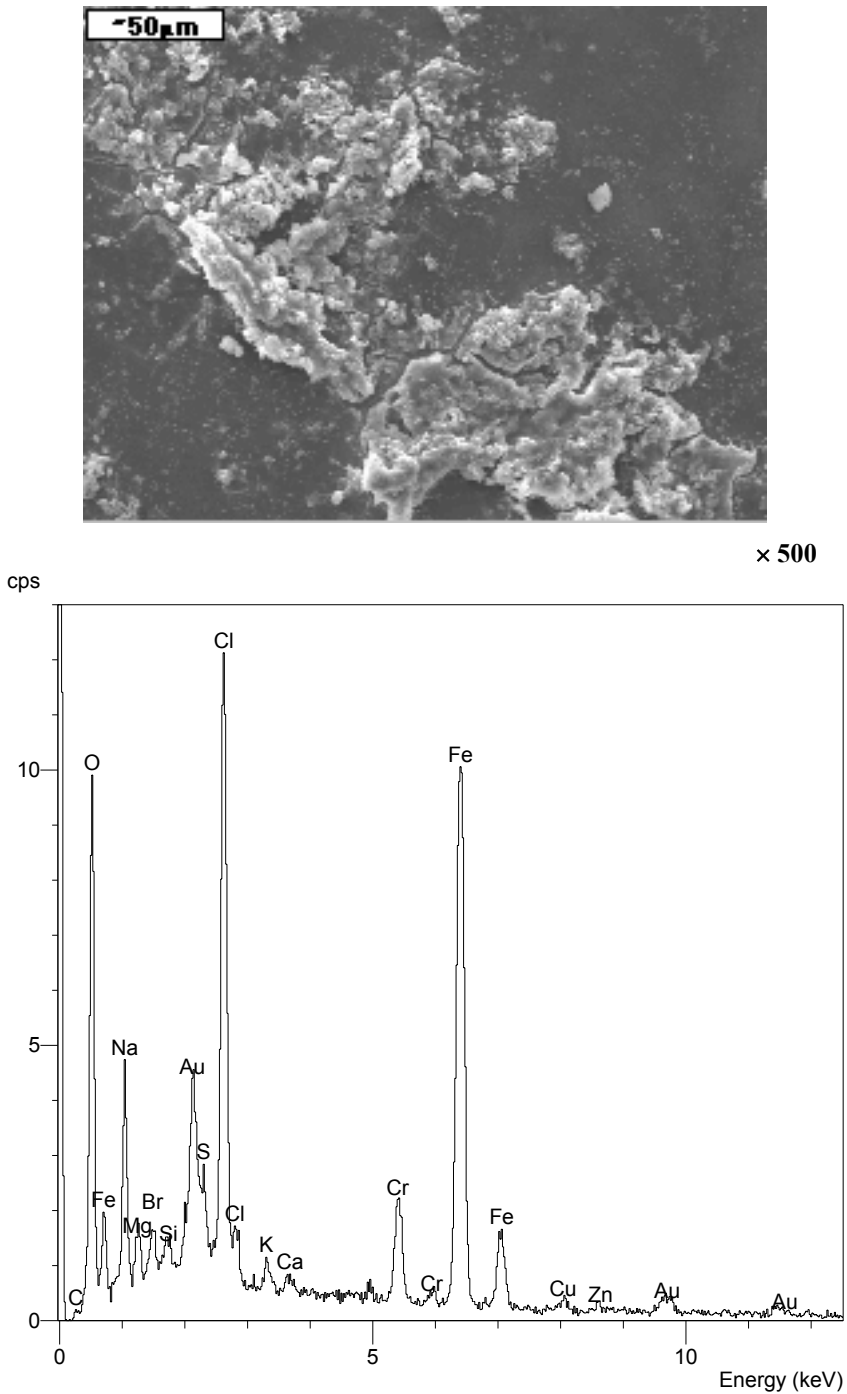 ~50µm
× 500
cps
Cl
Fe
O
10
5
0
Na
Au
S
Fe
Br
Mg
Si
Cl
C
K
Ca
Cr
Cr
Fe
Cu
Zn
Au
Au
0
5
10
Energy (keV)